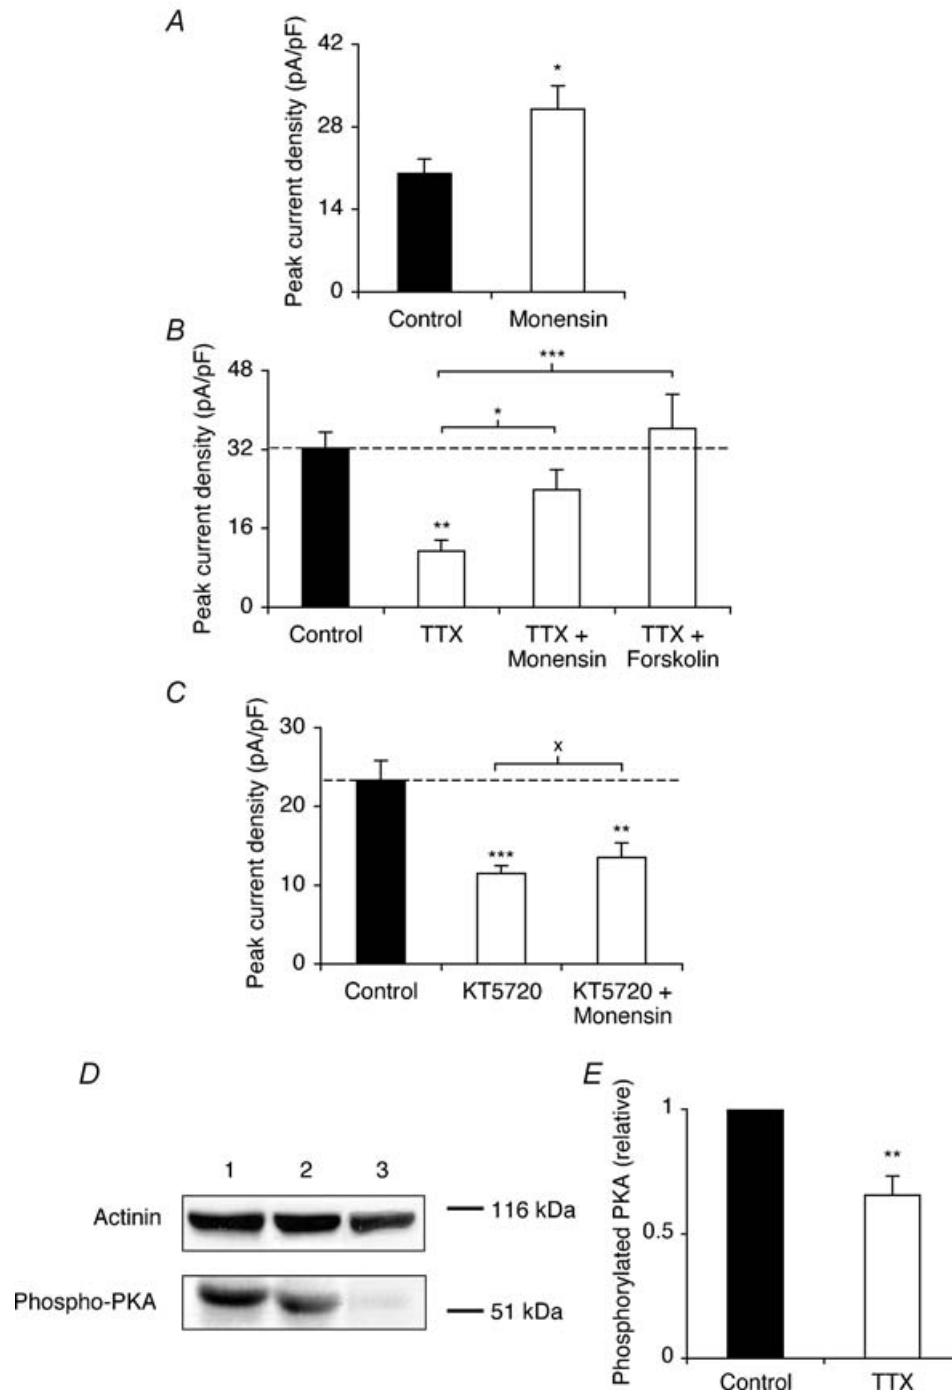 A
Peak current density (pA/pF)
42
28
14
0
*
Control
Monensin
B
Peak current density (pA/pF)
48
32
16
0
***
*
**
Control
TTX
TTX +
Monensin
TTX +
Forskolin
C
Peak current density (pA/pF)
30
20
10
0
x
***
**
Control
KT5720
KT5720 +
Monensin
D
1 2 3
Actinin
116 kDa
Phospho-PKA
51 kDa
E
Phosphorylated PKA (relative)
1
0.5
0
**
Control
TTX